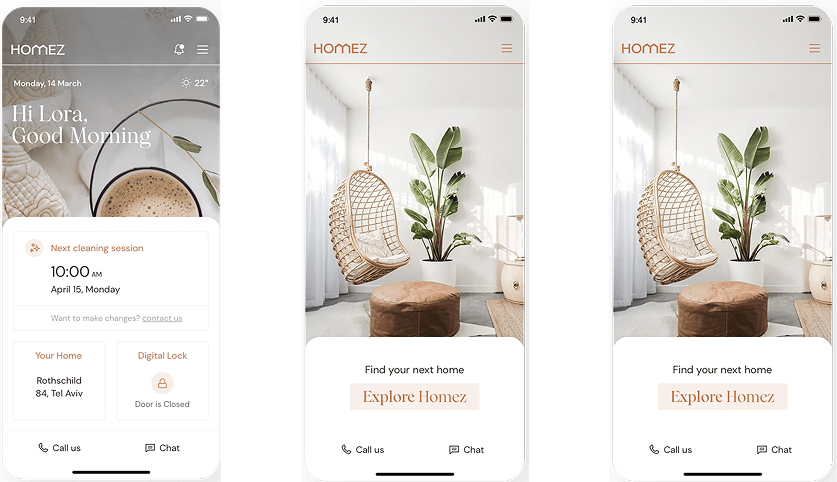 9:41
HOMEZ
Monday, 14 March
22°
Hi Lora,
Good Morning
Next cleaning session
10:00 AM
April 15, Monday
Want to make changes? contact us
Your Home
Rothschild
84, Tel Aviv
Digital Lock
Door is Closed
Call us
Chat
9:41
HOMEZ
Find your next home
Explore Homez
Call us
Chat
9:41
HOMEZ
Find your next home
Explore Homez
Call us
Chat